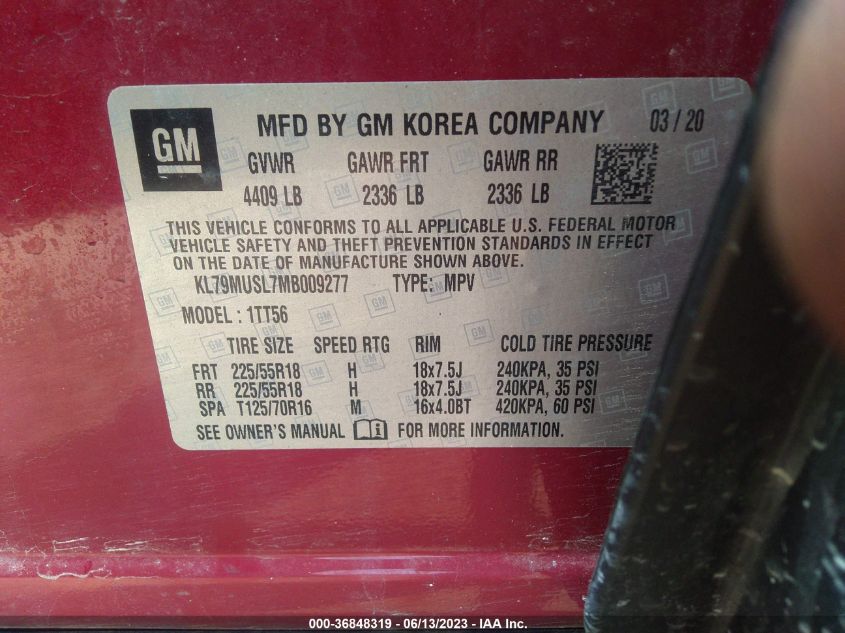 GM
MFD BY GM KOREA COMPANY 03 / 20
GVWR GAWR FRT GAWR RR
4409 LB 2336 LB 2336 LB
THIS VEHICLE CONFORMS TO ALL APPLICABLE U.S. FEDERAL MOTOR
VEHICLE SAFETY AND THEFT PREVENTION STANDARDS IN EFFECT
ON THE DATE OF MANUFACTURE SHOWN ABOVE.
KL79MUSL7MB009277 TYPE: MPV
MODEL : 1TT56
TIRE SIZE SPEED RTG RIM COLD TIRE PRESSURE
FRT 225/55R18 H 18x7.5J 240KPA, 35 PSI
RR 225/55R18 H 18x7.5J 240KPA, 35 PSI
SPA T125/70R16 M 16x4.0BT 420KPA, 60 PSI
SEE OWNER'S MANUAL FOR MORE INFORMATION.
000-36848319 - 06/13/2023 - IAA Inc.